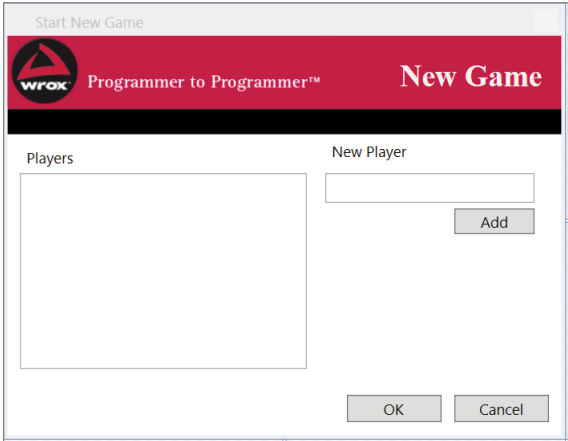 Start New Game
wrox
Programmer to Programmer™
New Game
Players
New Player
Add
OK
Cancel